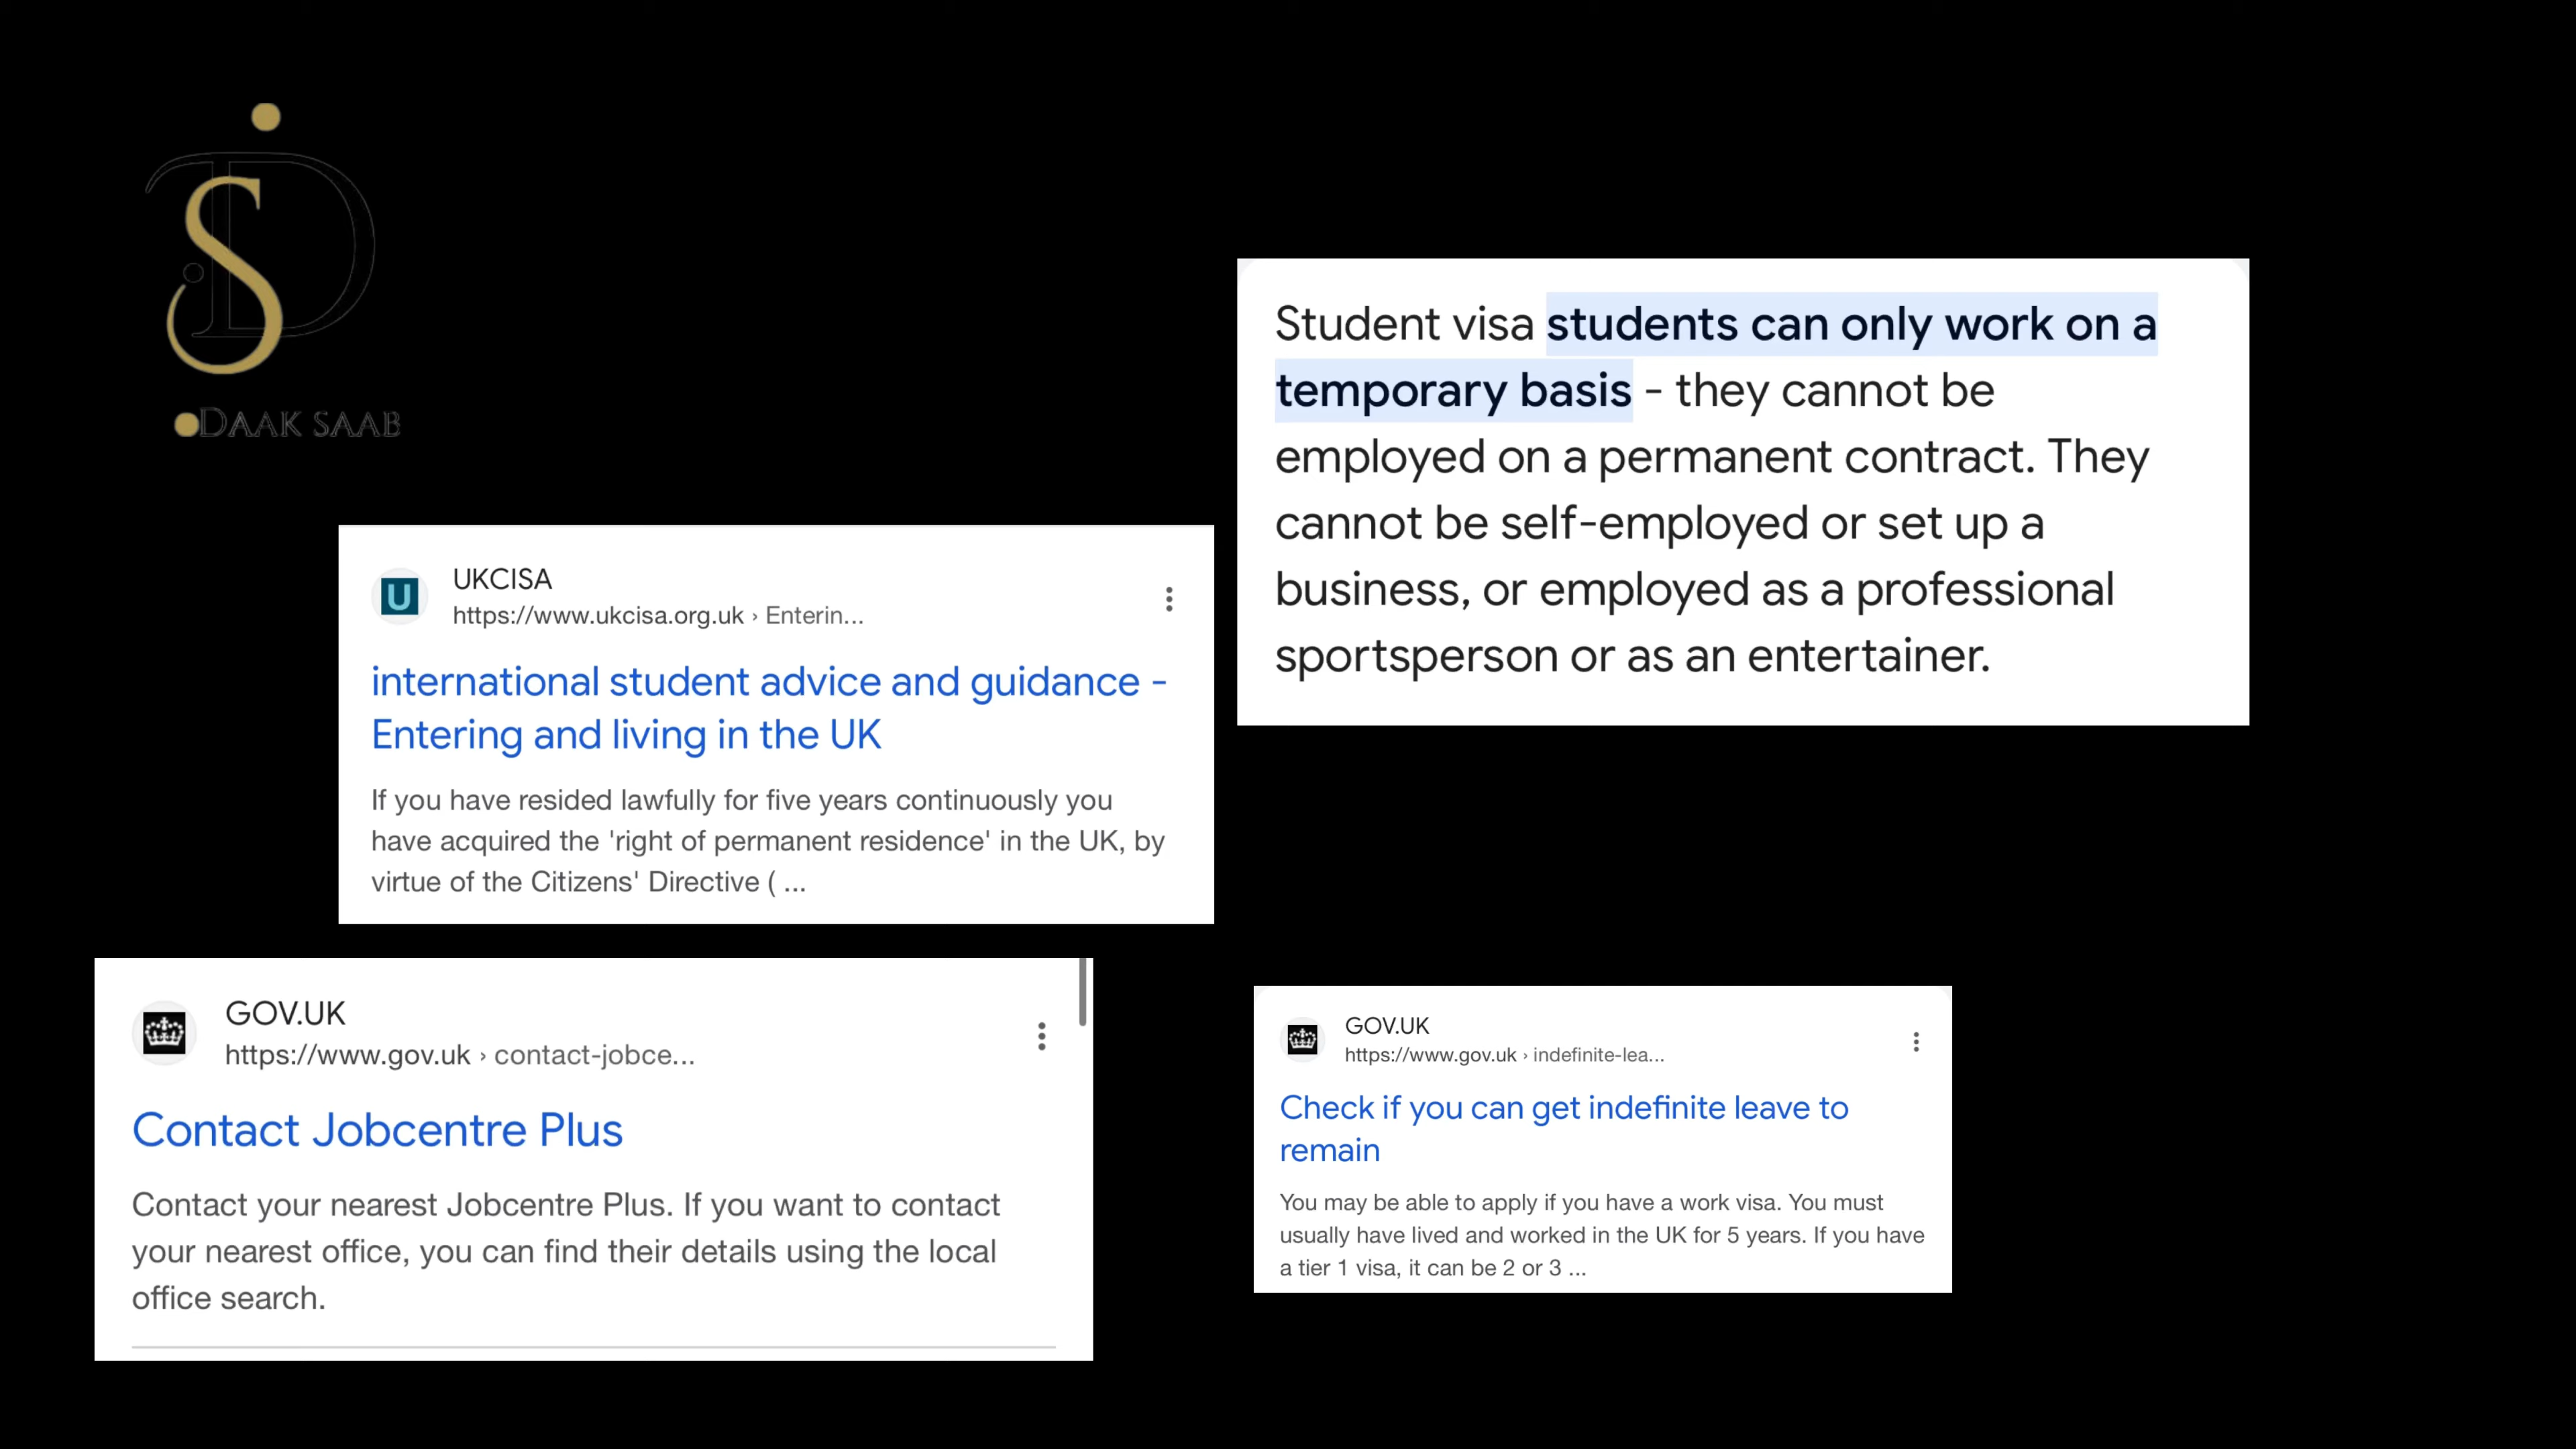 DAAK SAAB
Student visa students can only work on a
temporary basis - they cannot be
employed on a permanent contract. They
cannot be self-employed or set up a
business, or employed as a professional
sportsperson or as an entertainer.
UKCISA
https://www.ukcisa.org.uk › Enterin...
international student advice and guidance -
Entering and living in the UK
If you have resided lawfully for five years continuously you
have acquired the 'right of permanent residence' in the UK, by
virtue of the Citizens' Directive ( ...
GOV.UK
https://www.gov.uk › contact-jobce...
Contact Jobcentre Plus
Contact your nearest Jobcentre Plus. If you want to contact
your nearest office, you can find their details using the local
office search.
GOV.UK
https://www.gov.uk › indefinite-lea...
Check if you can get indefinite leave to
remain
You may be able to apply if you have a work visa. You must
usually have lived and worked in the UK for 5 years. If you have
a tier 1 visa, it can be 2 or 3 ...